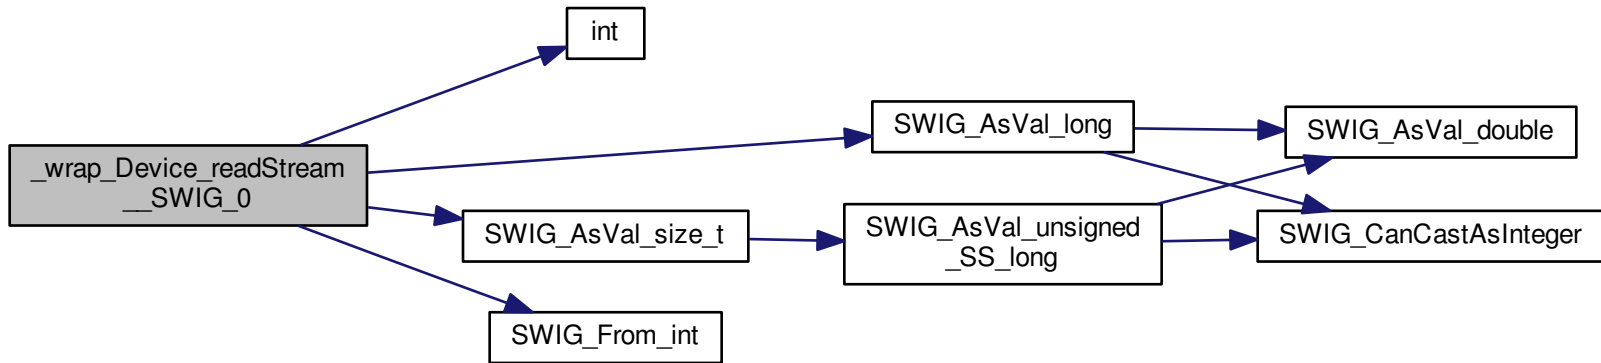 int
SWIG_AsVal_long
SWIG_AsVal_double
_wrap_Device_readStream
__SWIG_0
SWIG_AsVal_size_t
SWIG_AsVal_unsigned
_SS_long
SWIG_CanCastAsInteger
SWIG_From_int